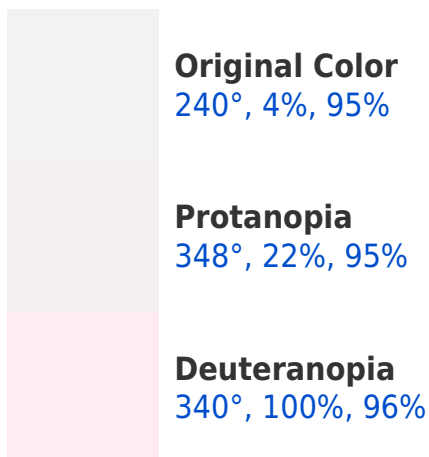 Original Color
240°, 4%, 95%
Protanopia
348°, 22%, 95%
Deuteranopia
340°, 100%, 96%